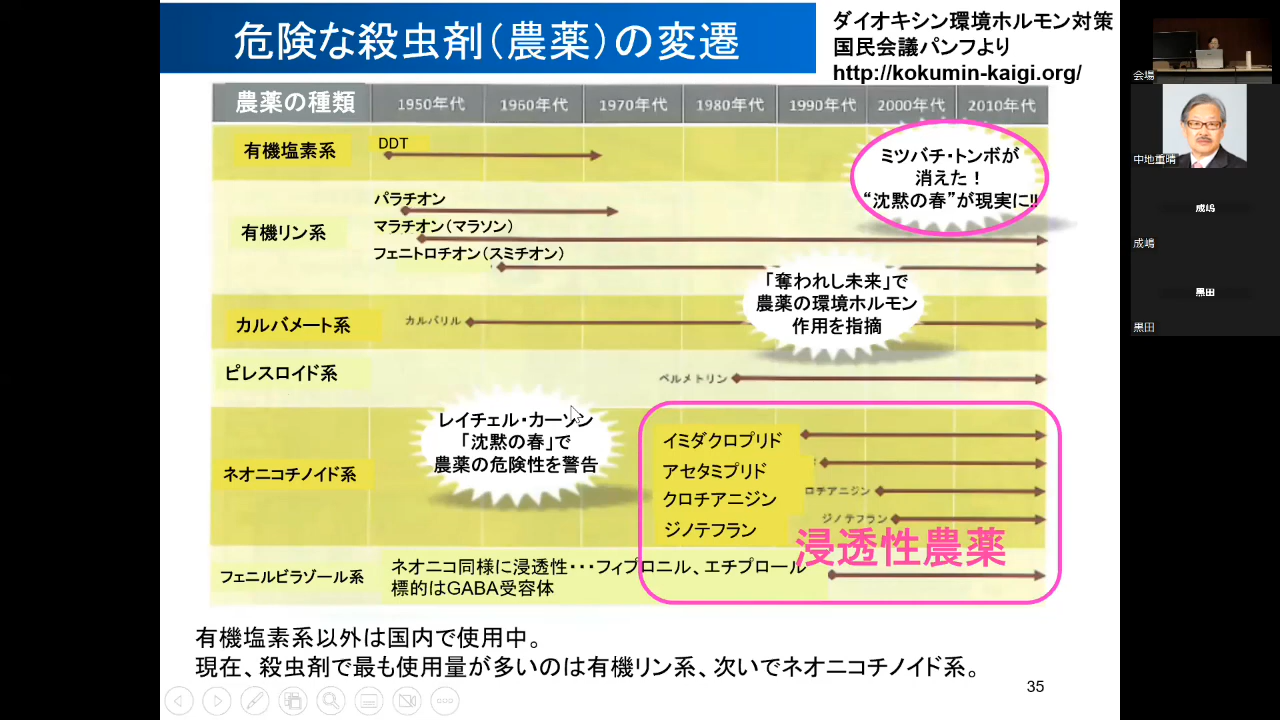 危険な殺虫剤（農薬）の変遷
ダイオキシン環境ホルモン対策
国民会議パンフより
http://kokumin-kaigi.org/
農薬の種類
1950年代
1960年代
1970年代
1980年代
1990年代
2000年代
2010年代
有機塩素系
DDT
ミツバチ・トンボが
消えた！
“沈黙の春”が現実に!!
有機リン系
パラチオン
マラチオン（マラソン）
フェニトロチオン（スミチオン）
「奪われし未来」で
農薬の環境ホルモン
作用を指摘
カルバメート系
カルバリル
ピレスロイド系
ペルメトリン
レイチェル・カーソン
「沈黙の春」で
農薬の危険性を警告
ネオニコチノイド系
イミダクロプリド
アセタミプリド
クロチアニジン
ロチアニジン
ジノテフラン
ジノテフラン
浸透性農薬
フェニルピラゾール系
ネオニコ同様に浸透性･･･フィプロニル、エチプロール
標的はGABA受容体
有機塩素系以外は国内で使用中。
現在、殺虫剤で最も使用量が多いのは有機リン系、次いでネオニコチノイド系。
35
会場
中地重晴
成嶋
成嶋
黒田
黒田